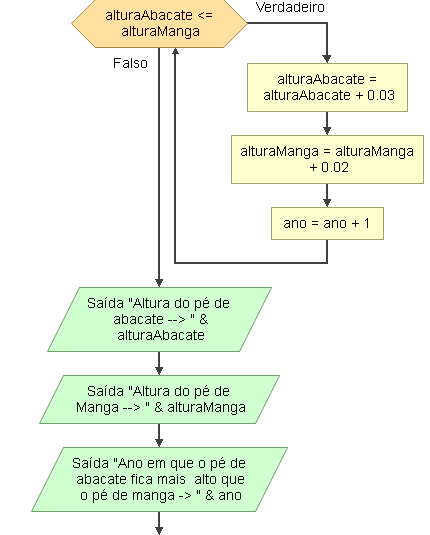 alturaAbacate <=
alturaManga
Verdadeiro
Falso
alturaAbacate =
alturaAbacate + 0.03
alturaManga = alturaManga
+ 0.02
ano = ano + 1
Saída "Altura do pé de
abacate --> " &
alturaAbacate
Saída "Altura do pé de
Manga --> " & alturaManga
Saída "Ano em que o pé de
abacate fica mais  alto que
o pé de manga -> " & ano